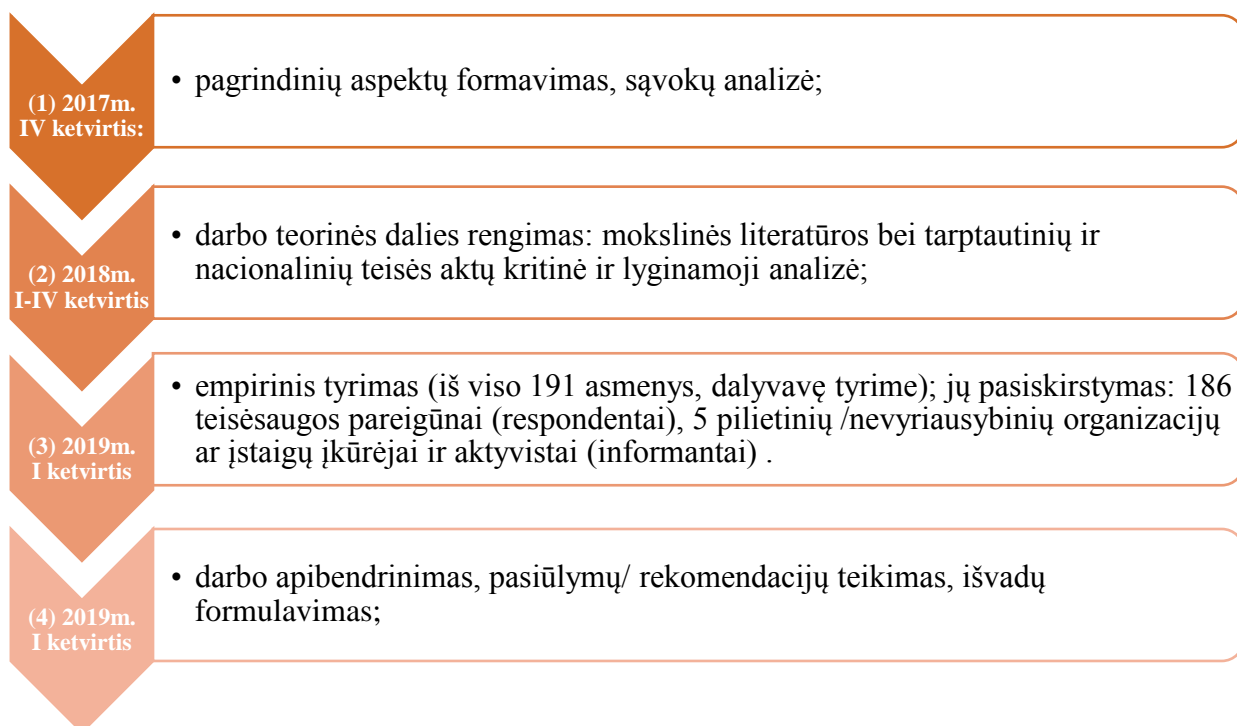 (1) 2017m.
IV ketvirtis:
• pagrindinių aspektų formavimas, sąvokų analizė;
(2) 2018m.
I-IV ketvirtis
• darbo teorinės dalies rengimas: mokslinės literatūros bei tarptautinių ir
nacionalinių teisės aktų kritinė ir lyginamoji analizė;
(3) 2019m.
I ketvirtis
• empirinis tyrimas (iš viso 191 asmenys, dalyvavę tyrime); jų pasiskirstymas: 186
teisėsaugos pareigūnai (respondentai), 5 pilietinių /nevyriausybinių organizacijų
ar įstaigų įkūrėjai ir aktyvistai (informantai) .
(4) 2019m.
I ketvirtis
• darbo apibendrinimas, pasiūlymų/ rekomendacijų teikimas, išvadų
formulavimas;